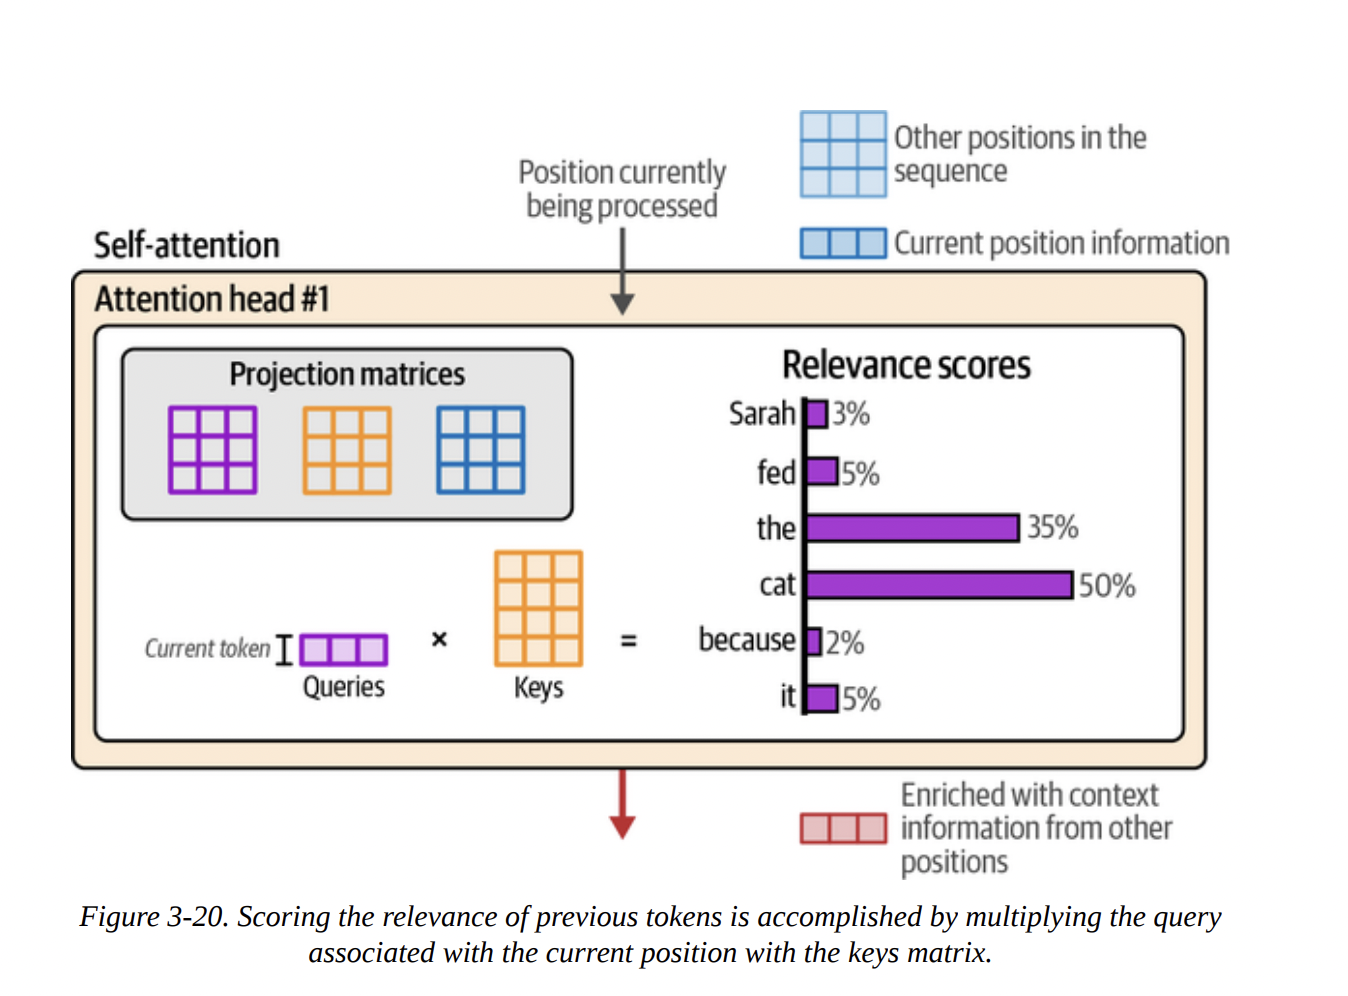 Other positions in the
sequence
Position currently
being processed
Current position information
Self-attention
Attention head #1
Projection matrices
Relevance scores
Sarah 3%
fed 5%
the 35%
cat 50%
because 2%
it 5%
Current token
×
=
Queries
Keys
Enriched with context
information from other
positions
Figure 3-20. Scoring the relevance of previous tokens is accomplished by multiplying the query
associated with the current position with the keys matrix.